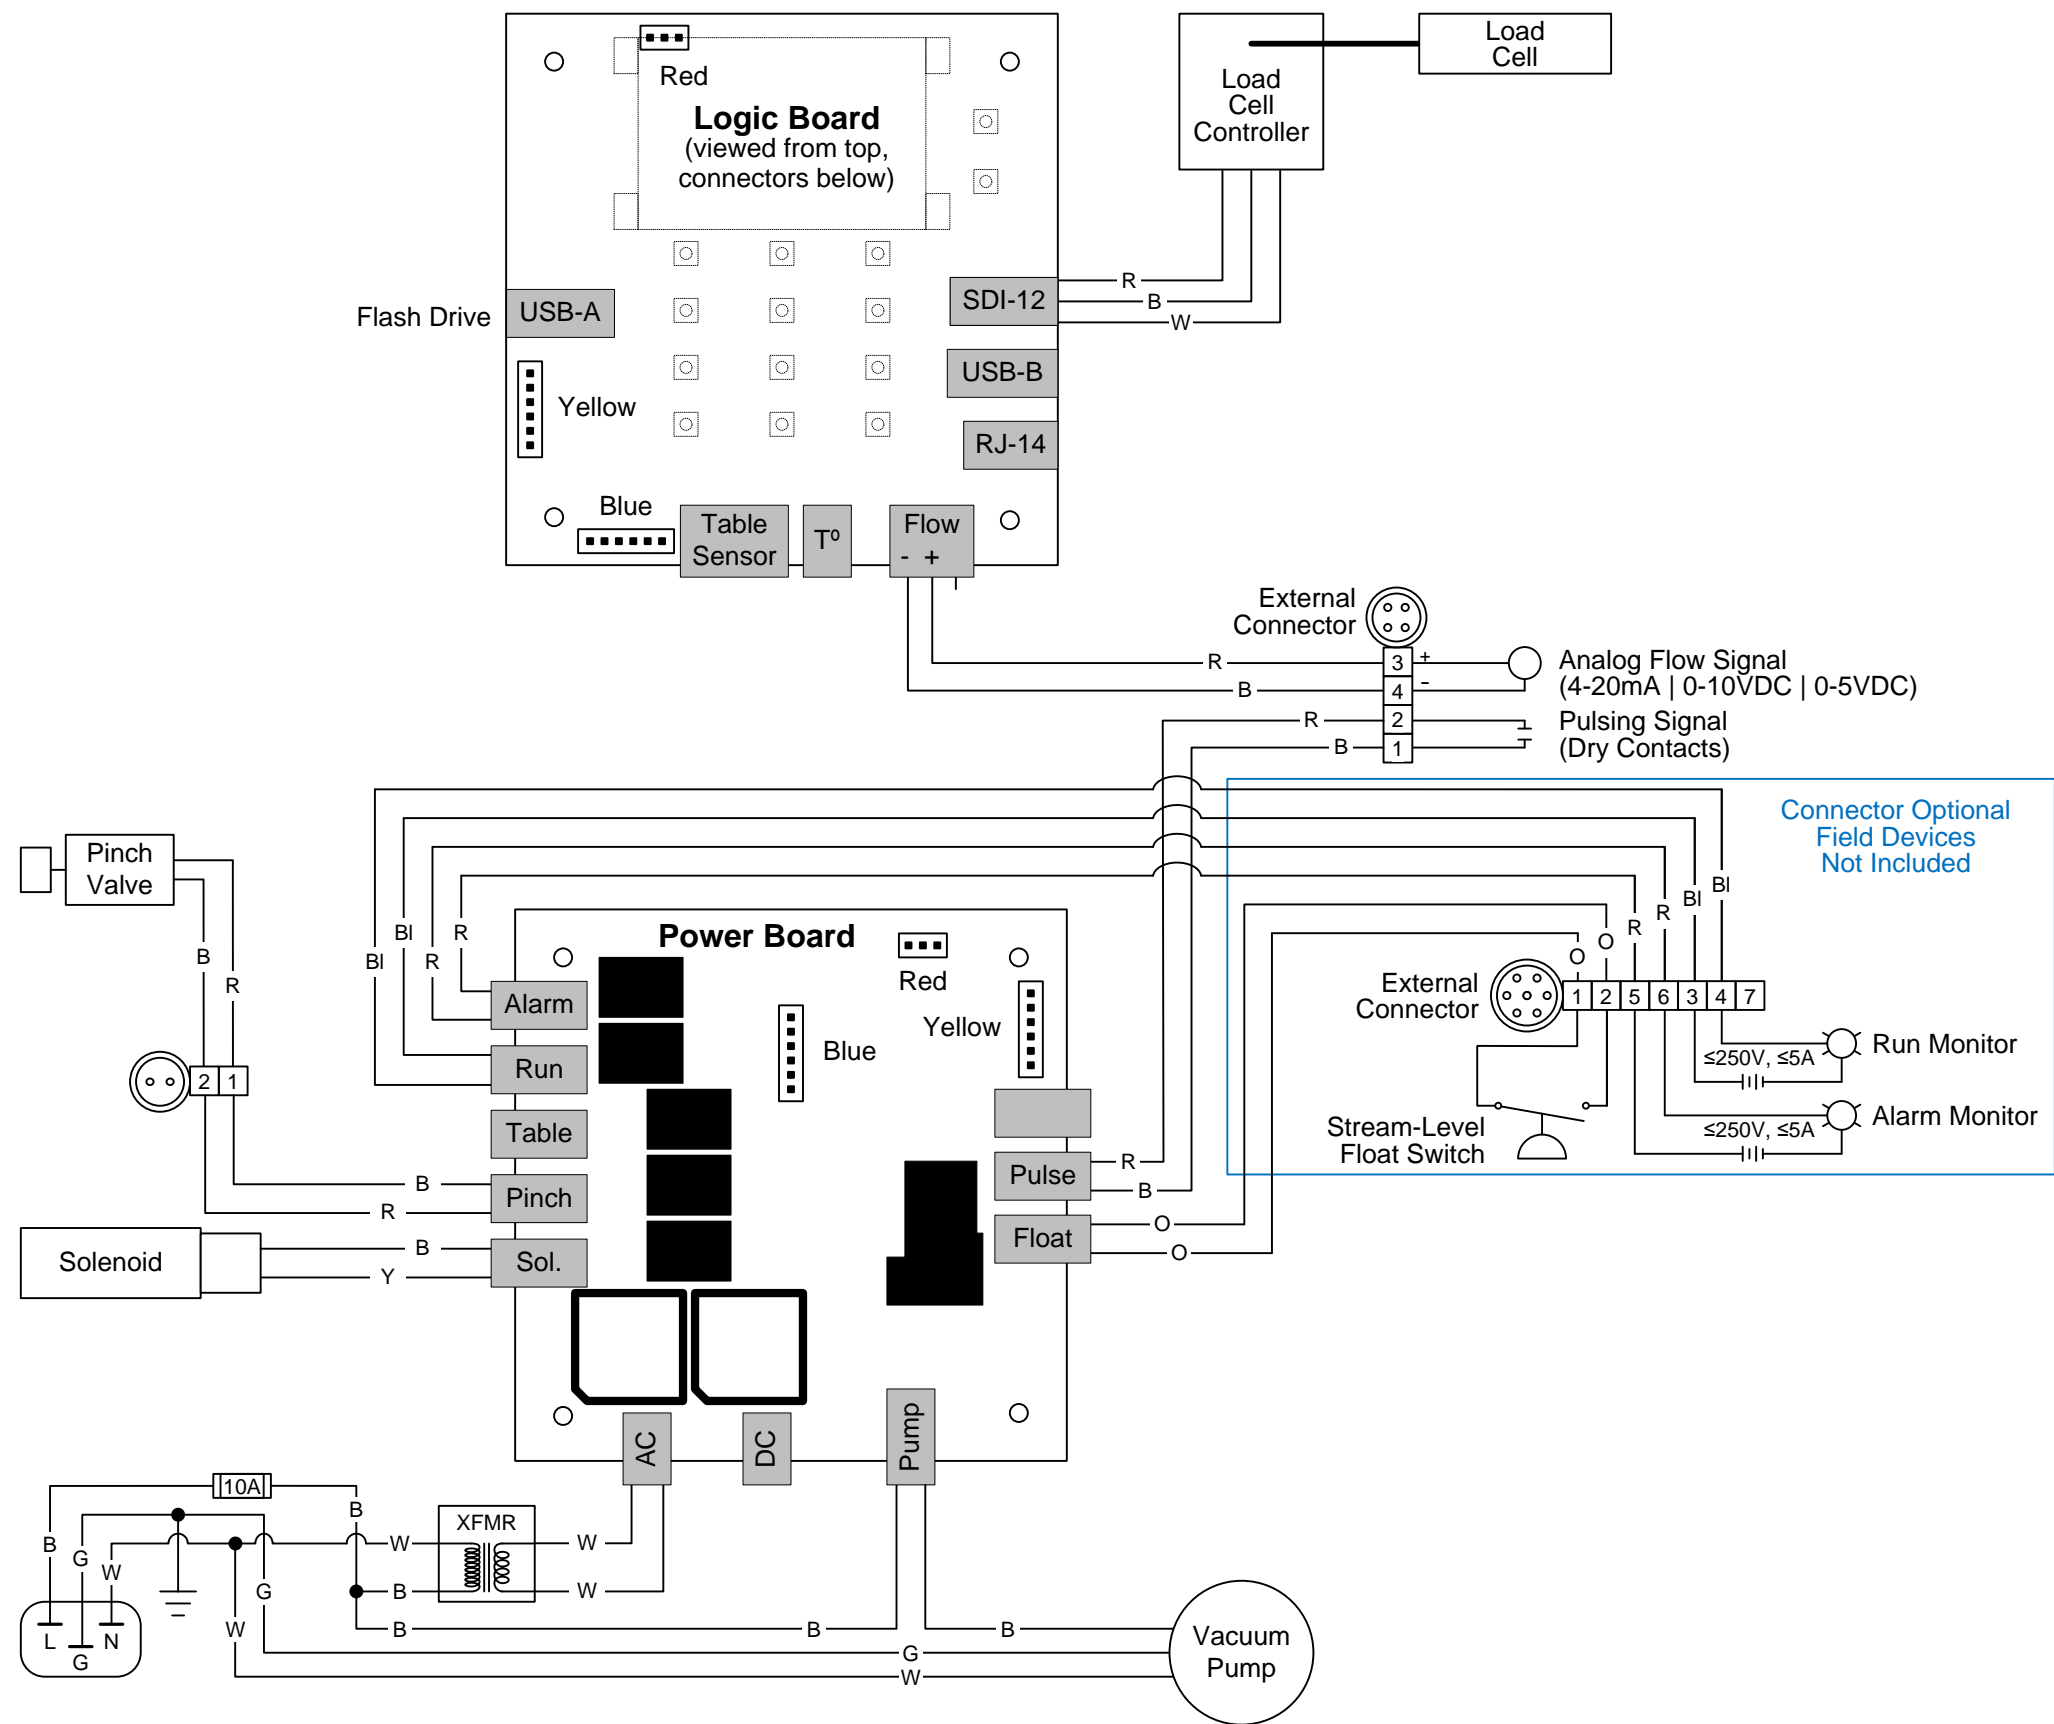 Red
Logic Board
(viewed from top,
connectors below)
Load
Cell
Controller
Load
Cell
Flash Drive
USB-A
SDI-12
R
B
W
USB-B
Yellow
RJ-14
Blue
Table
Sensor
Tº
Flow
- +
External
Connector
R
3
+
B
4
-
Analog Flow Signal
(4-20mA | 0-10VDC | 0-5VDC)
R
2
B
1
Pulsing Signal
(Dry Contacts)
Connector Optional
Field Devices
Not Included
Pinch
Valve
B
R
2
1
Bl
Bl
R
R
Power Board
Red
Yellow
Blue
Alarm
Run
Table
B
R
Pinch
Solenoid
B
Y
Sol.
Pulse
R
B
Float
O
O
O
O
R
R
Bl
Bl
External
Connector
1 2 5 6 3 4 7
Run Monitor
≤250V, ≤5A
Alarm Monitor
≤250V, ≤5A
Stream-Level
Float Switch
AC
DC
Pump
10A
B
B
G
W
W
XFMR
W
W
G
B
W
B
B
B
G
W
L
G
N
Vacuum
Pump